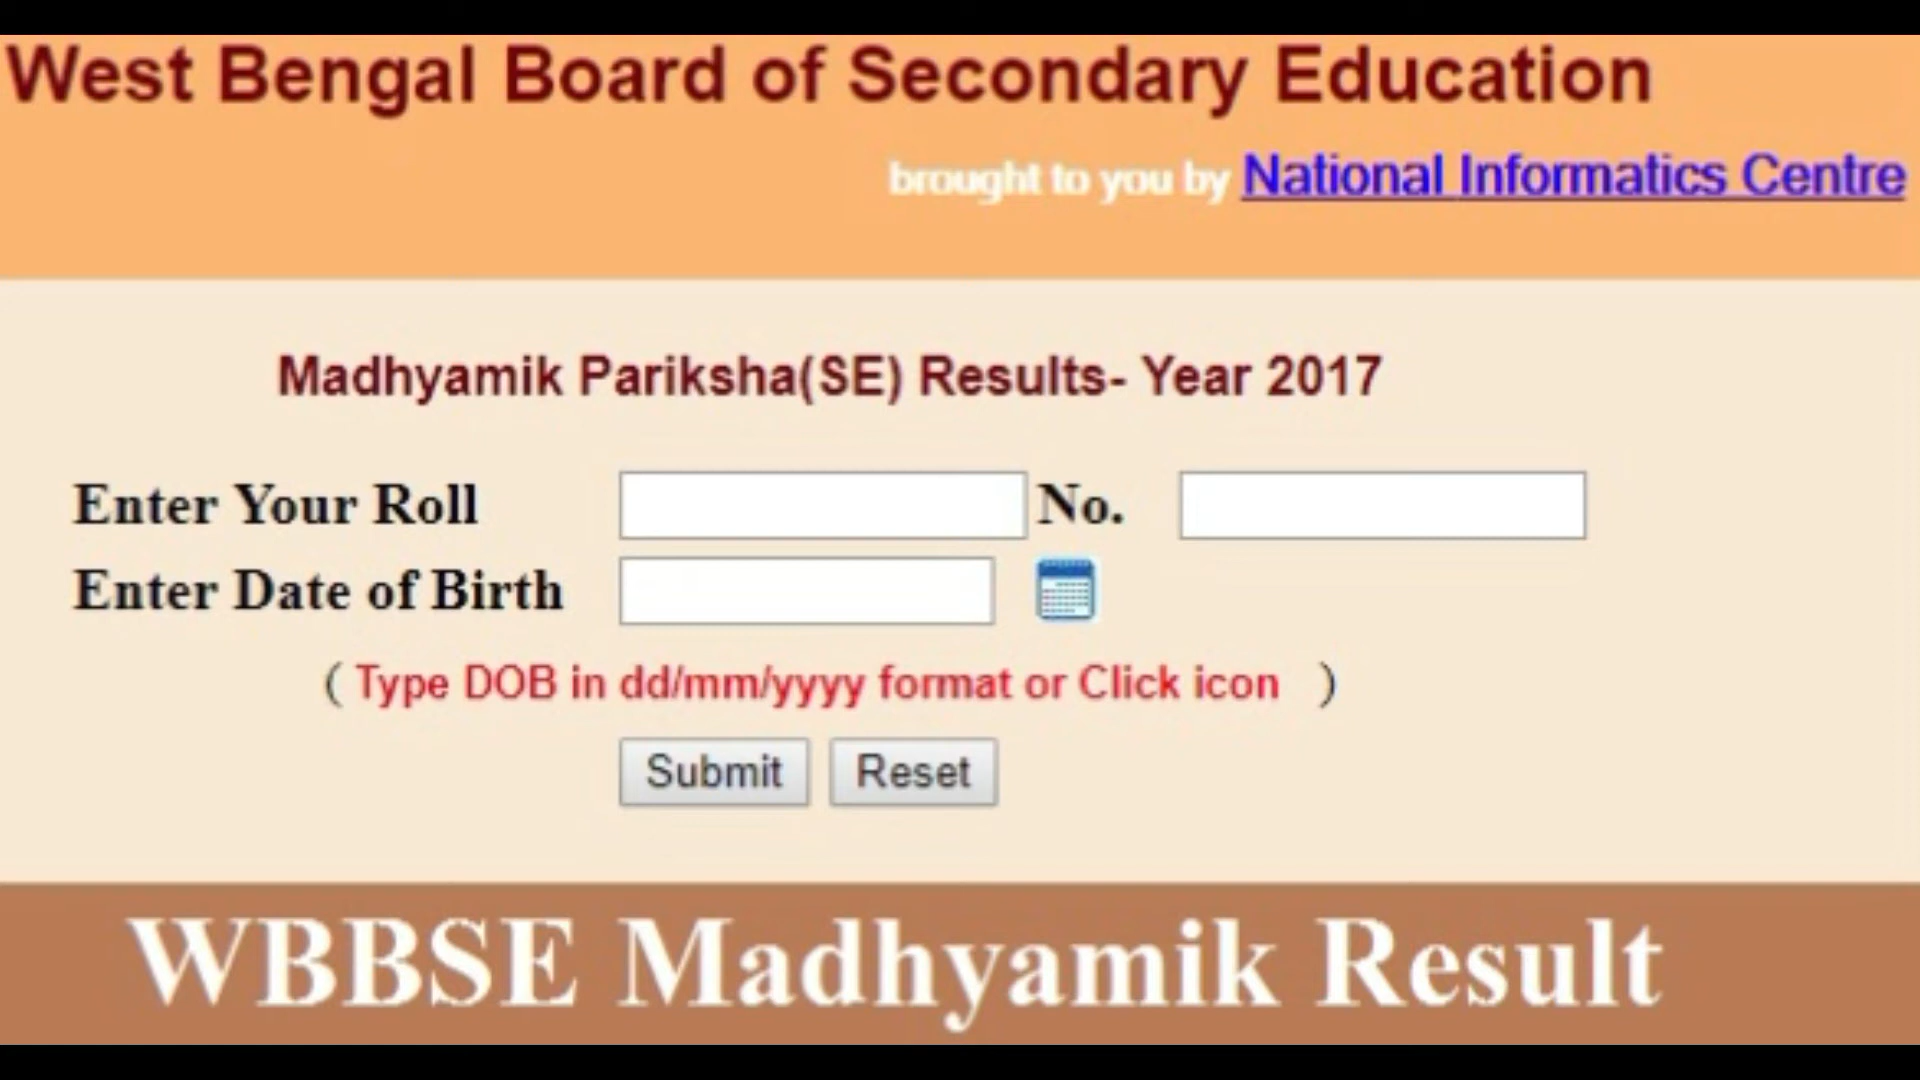 West Bengal Board of Secondary Education
brought to you by National Informatics Centre
Madhyamik Pariksha(SE) Results- Year 2017
Enter Your Roll No.
Enter Date of Birth
( Type DOB in dd/mm/yyyy format or Click icon )
Submit Reset
WBBSE Madhyamik Result